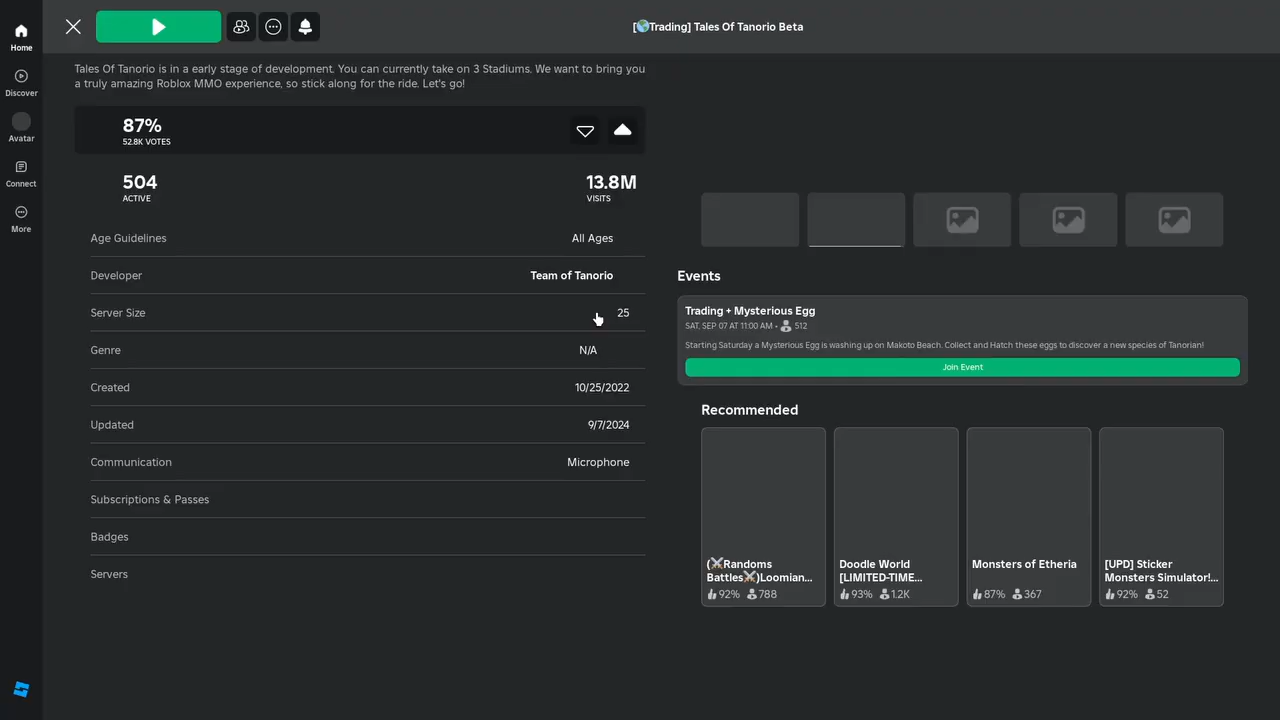 [🌍Trading] Tales Of Tanorio Beta
Home
Discover
Avatar
Connect
More
Tales Of Tanorio is in a early stage of development. You can currently take on 3 Stadiums. We want to bring you
a truly amazing Roblox MMO experience, so stick along for the ride. Let's go!
87%
52.8K VOTES
504
ACTIVE
13.8M
VISITS
Age Guidelines All Ages
Developer Team of Tanorio
Server Size 25
Genre N/A
Created 10/25/2022
Updated 9/7/2024
Communication Microphone
Subscriptions & Passes
Badges
Servers
Events
Trading + Mysterious Egg
SAT, SEP 07 AT 11:00 AM • 512
Starting Saturday a Mysterious Egg is washing up on Makoto Beach. Collect and Hatch these eggs to discover a new species of Tanorian!
Join Event
Recommended
(⚔️Randoms
Battles⚔️)Loomian...
92% 788
Doodle World
[LIMITED-TIME...
93% 1.2K
Monsters of Etheria
87% 367
[UPD] Sticker
Monsters Simulator!...
92% 52